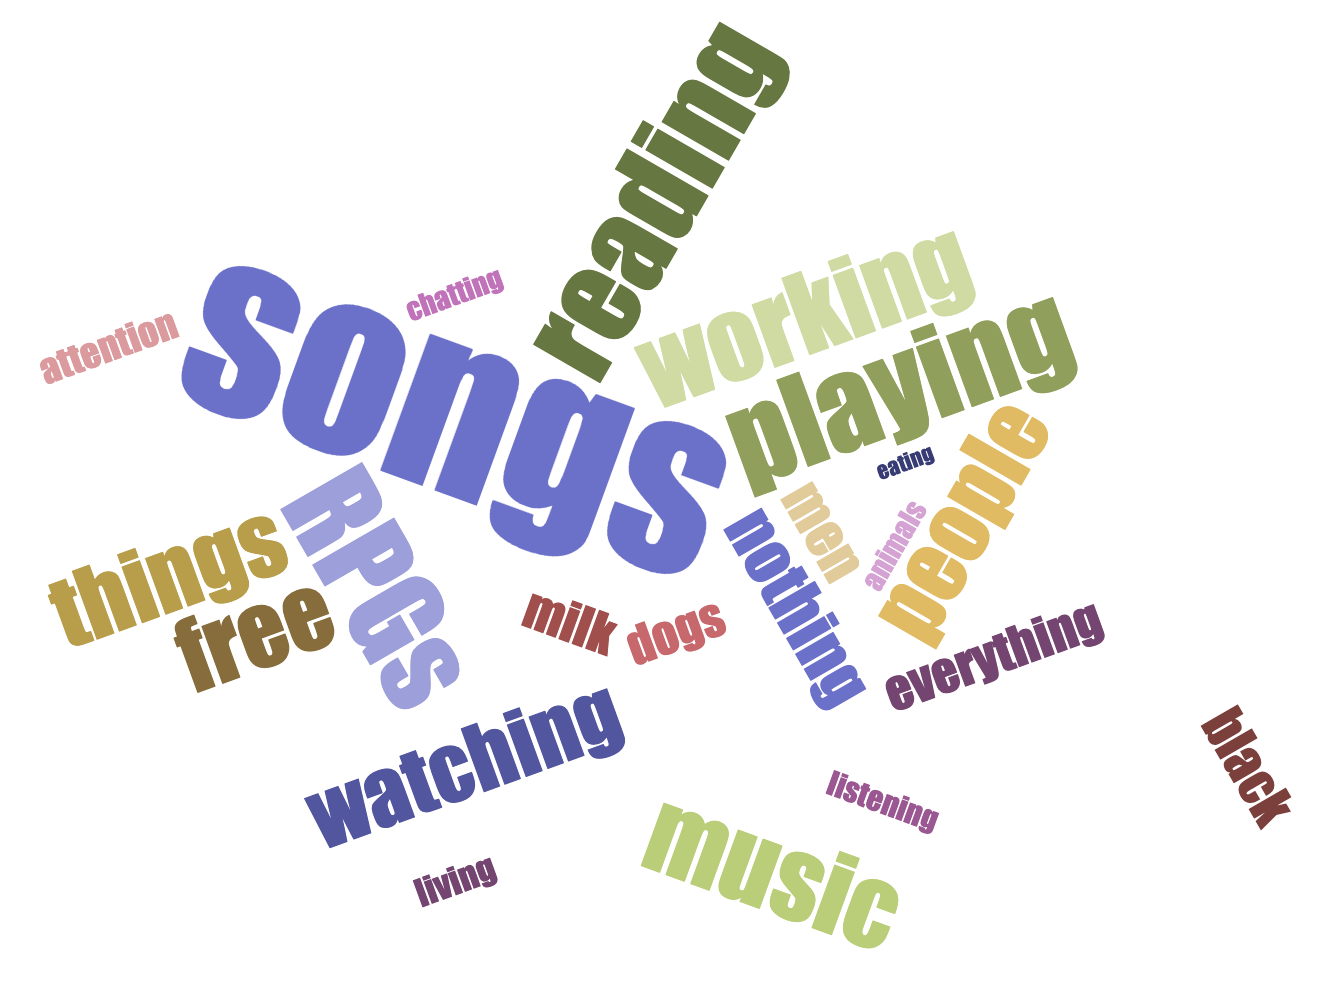 reading
working
songs
chatting
attention
playing
people
eating
men
animals
RPGs
things
free
nothing
milk
dogs
everything
watching
black
listening
music
living